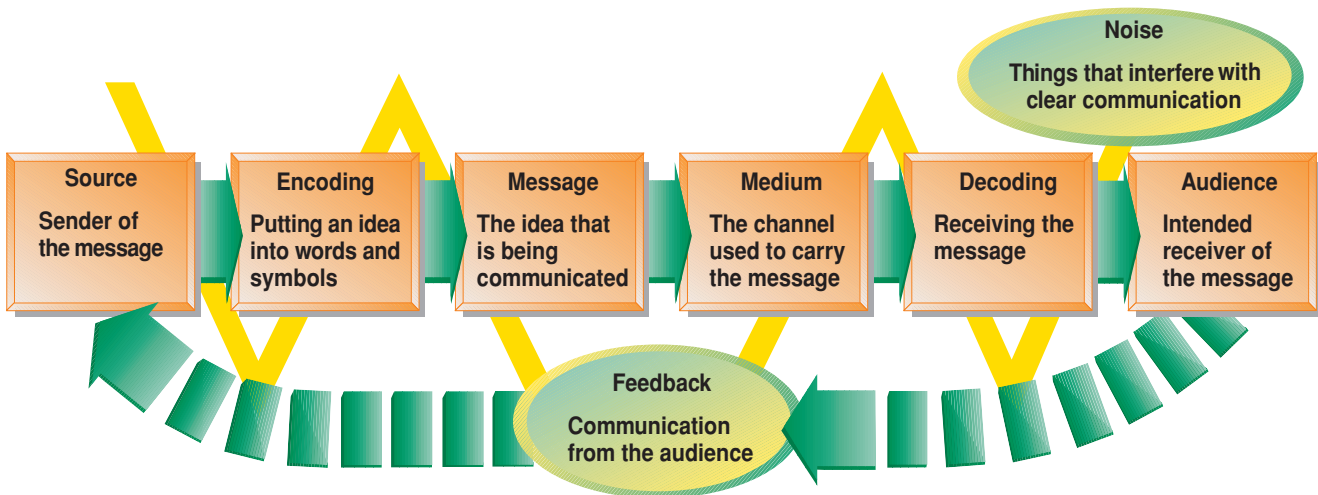 Noise
Things that interfere with
clear communication
Source
Sender of
the message
Encoding
Putting an idea
into words and
symbols
Message
The idea that
is being
communicated
Medium
The channel
used to carry
the message
Decoding
Receiving the
message
Audience
Intended
receiver of
the message
Feedback
Communication
from the audience